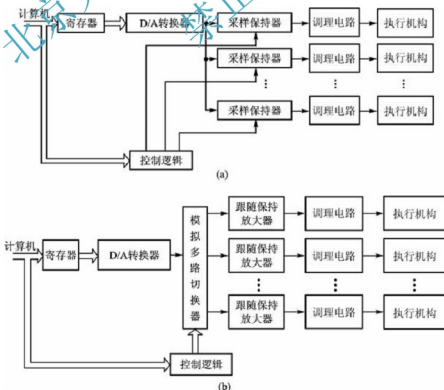 计算机
寄存器
D/A转换器
采样保持器
调理电路
执行机构
采样保持器
调理电路
执行机构
采样保持器
调理电路
执行机构
控制逻辑
(a)
计算机
寄存器
D/A转换器
模拟多路切换器
跟随保持
放大器
调理电路
执行机构
跟随保持
放大器
调理电路
执行机构
跟随保持
放大器
调理电路
执行机构
控制逻辑
(b)
北京
禁止